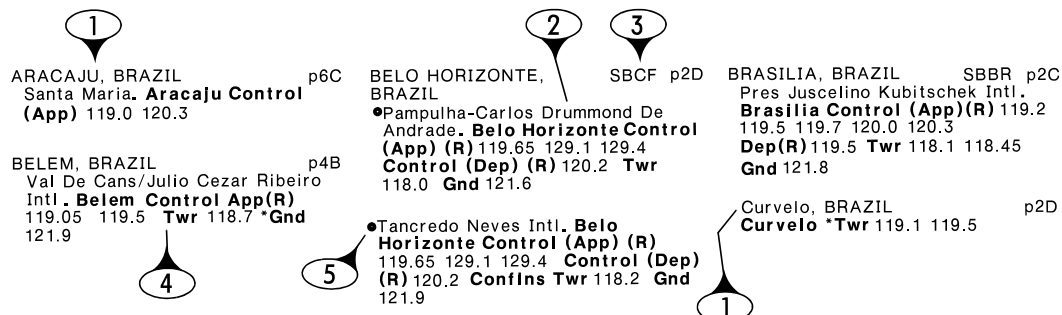 1
ARACAJU, BRAZIL p6C
Santa Maria. Aracaju Control
(App) 119.0 120.3
BELEM, BRAZIL p4B
Val De Cans/Julio Cezar Ribeiro
Intl. Belem Control App(R)
119.05 119.5 Twr 118.7 *Gnd
121.9
4
2
3
BELO HORIZONTE, SBCF p2D
BRAZIL
●Pampulha-Carlos Drummond De
Andrade. Belo Horizonte Control
(App) (R) 119.65 129.1 129.4
Control (Dep) (R) 120.2 Twr
118.0 Gnd 121.6
●Tancredo Neves Intl. Belo
Horizonte Control (App) (R)
119.65 129.1 129.4 Control (Dep)
(R) 120.2 ConfIns Twr 118.2 Gnd
121.9
5
BRASILIA, BRAZIL SBBR p2C
Pres Juscelino Kubitschek Intl.
Brasilia Control (App)(R) 119.2
119.5 119.7 120.0 120.3
Dep(R) 119.5 Twr 118.1 118.45
Gnd 121.8
Curvelo, BRAZIL p2D
Curvelo *Twr 119.1 119.5
1